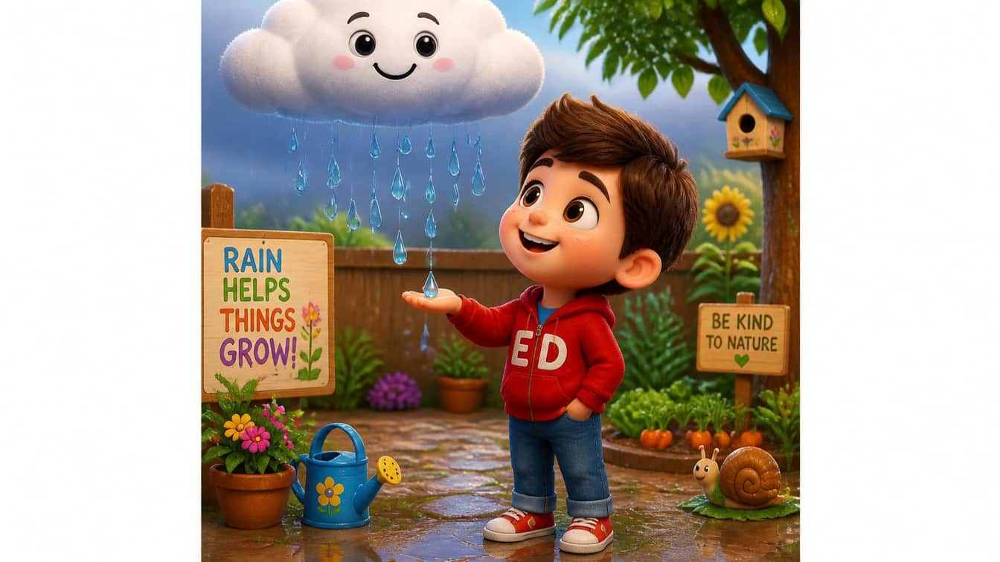 RAIN
HELPS
THINGS
GROW!
ED
BE KIND
TO NATURE